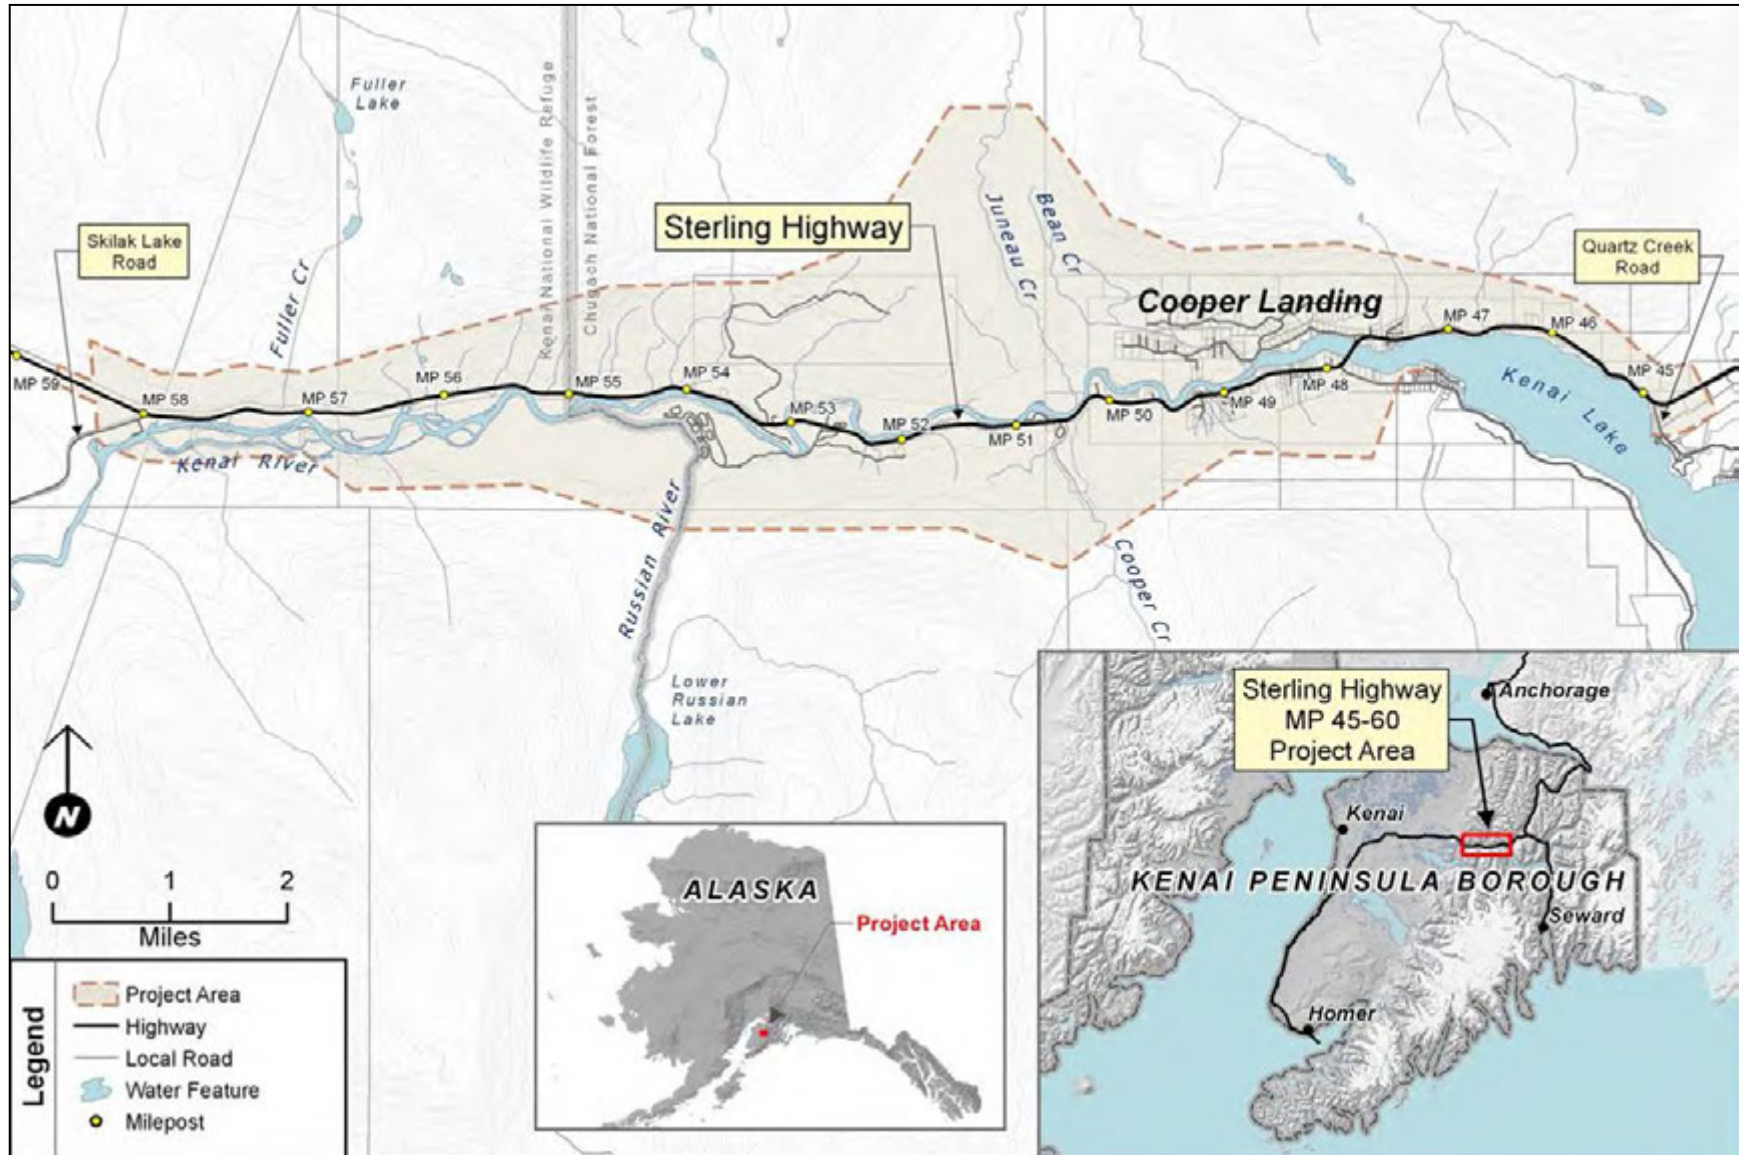 Fuller
Lake
Kenai National Wildlife Refuge
Chugach National Forest
Skilak Lake
Road
Fuller Cr
Sterling Highway
Juneau Cr
Bean Cr
Cooper Landing
Quartz Creek
Road
MP 59
MP 58
MP 57
MP 56
MP 55
MP 54
MP 53
MP 52
MP 51
MP 50
MP 49
MP 48
MP 47
MP 46
MP 45
Kenai Lake
Kenai River
Russian River
Cooper Cr
Lower
Russian
Lake
N
0 1 2
Miles
Legend
Project Area
Highway
Local Road
Water Feature
Milepost
ALASKA
Project Area
Sterling Highway
MP 45-60
Project Area
Anchorage
Kenai
KENAI PENINSULA BOROUGH
Seward
Homer